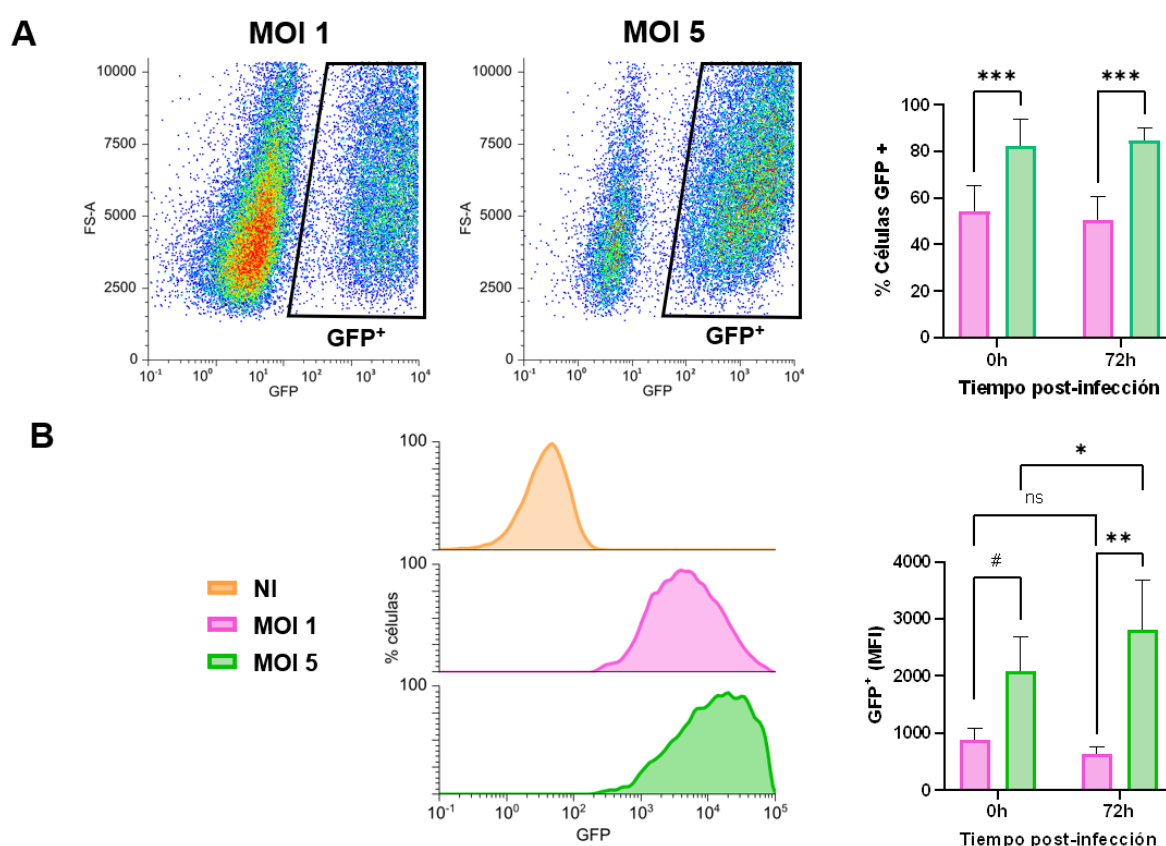 A
MOI 1
MOI 5
10000
7500
5000
2500
0
FS-A
10⁻¹ 10⁰ 10¹ 10² 10³ 10⁴
GFP
GFP⁺
10000
7500
5000
2500
0
FS-A
10⁻¹ 10⁰ 10¹ 10² 10³ 10⁴
GFP
GFP⁺
*** ***
100
80
60
40
20
0
% Células GFP +
0h 72h
Tiempo post-infección
B
100
100
100
% células
10⁻¹ 10⁰ 10² 10³ 10⁴ 10⁵
GFP
NI
MOI 1
MOI 5
*
ns
#
**
4000
3000
2000
1000
0
GFP⁺ (MFI)
0h 72h
Tiempo post-infección